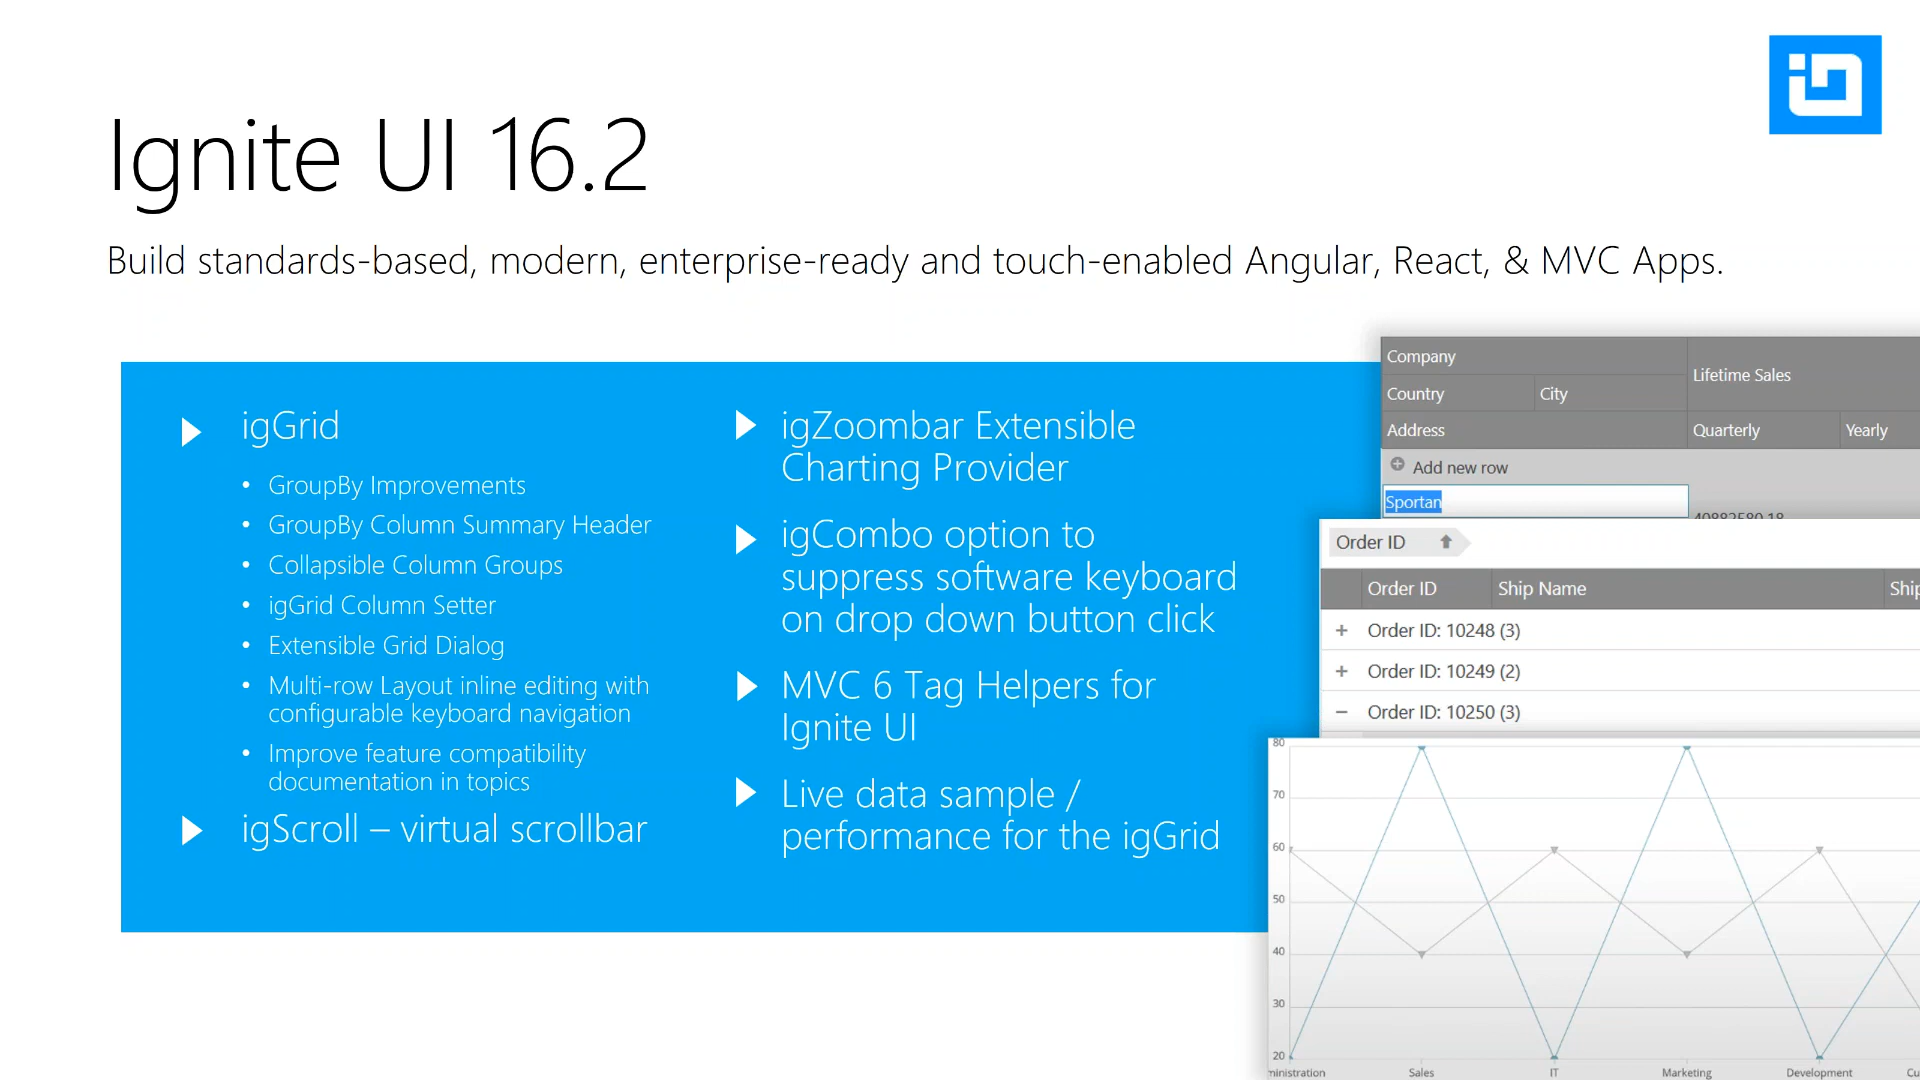 Ignite UI 16.2
Build standards-based, modern, enterprise-ready and touch-enabled Angular, React, & MVC Apps.
igGrid
• GroupBy Improvements
• GroupBy Column Summary Header
• Collapsible Column Groups
• igGrid Column Setter
• Extensible Grid Dialog
• Multi-row Layout inline editing with
configurable keyboard navigation
• Improve feature compatibility
documentation in topics
igScroll – virtual scrollbar
igZoombar Extensible
Charting Provider
igCombo option to
suppress software keyboard
on drop down button click
MVC 6 Tag Helpers for
Ignite UI
Live data sample /
performance for the igGrid
Company
Lifetime Sales
Country City
Address Quarterly Yearly
Add new row
Spartan
Order ID
Order ID Ship Name Ship
+ Order ID: 10248 (3)
+ Order ID: 10249 (2)
− Order ID: 10250 (3)
80
70
60
50
40
30
20
ministration Sales IT Marketing Development Cu